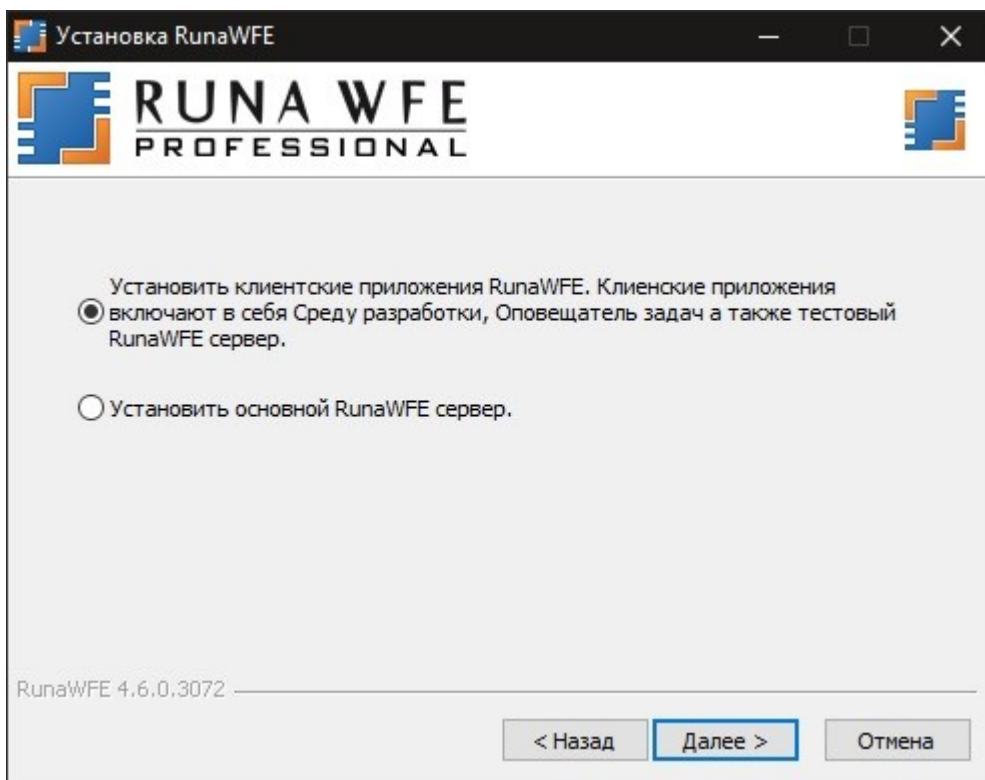 Установка RunaWFE
RUNA WFE
PROFESSIONAL
Установить клиентские приложения RunaWFE. Клиенские приложения
включают в себя Среду разработки, Оповещатель задач а также тестовый
RunaWFE сервер.
Установить основной RunaWFE сервер.
RunaWFE 4.6.0.3072
< Назад
Далее >
Отмена